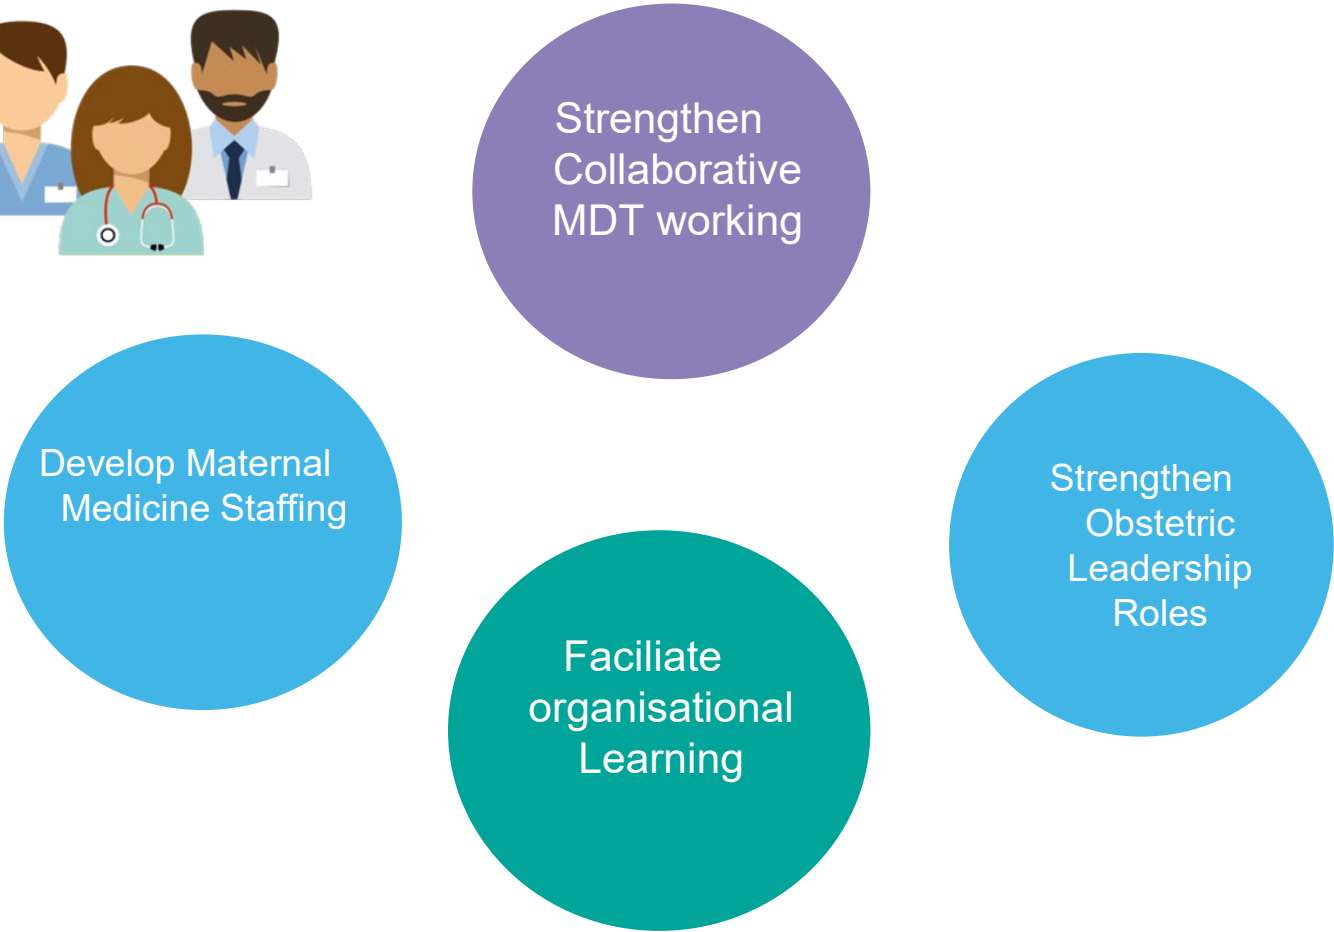 Strengthen
Collaborative
MDT working
Develop Maternal
Medicine Staffing
Strengthen
Obstetric
Leadership
Roles
Faciliate
organisational
Learning